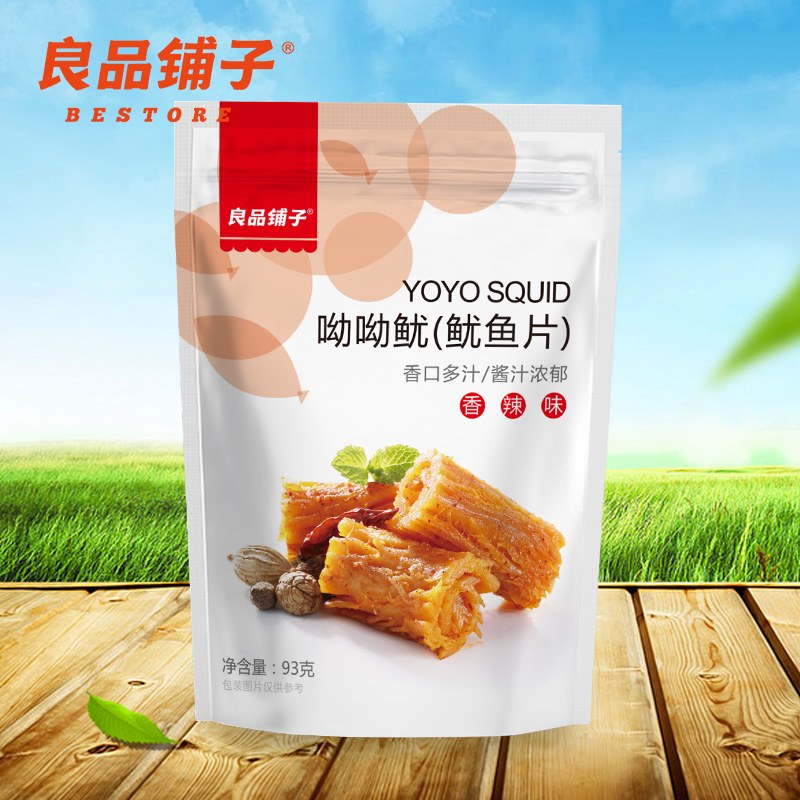 良品铺子®
BESTORE
良品铺子®
YOYO SQUID
呦呦鱿(鱿鱼片)
香口多汁/酱汁浓郁
香辣味
净含量：93克
包装图片仅供参考